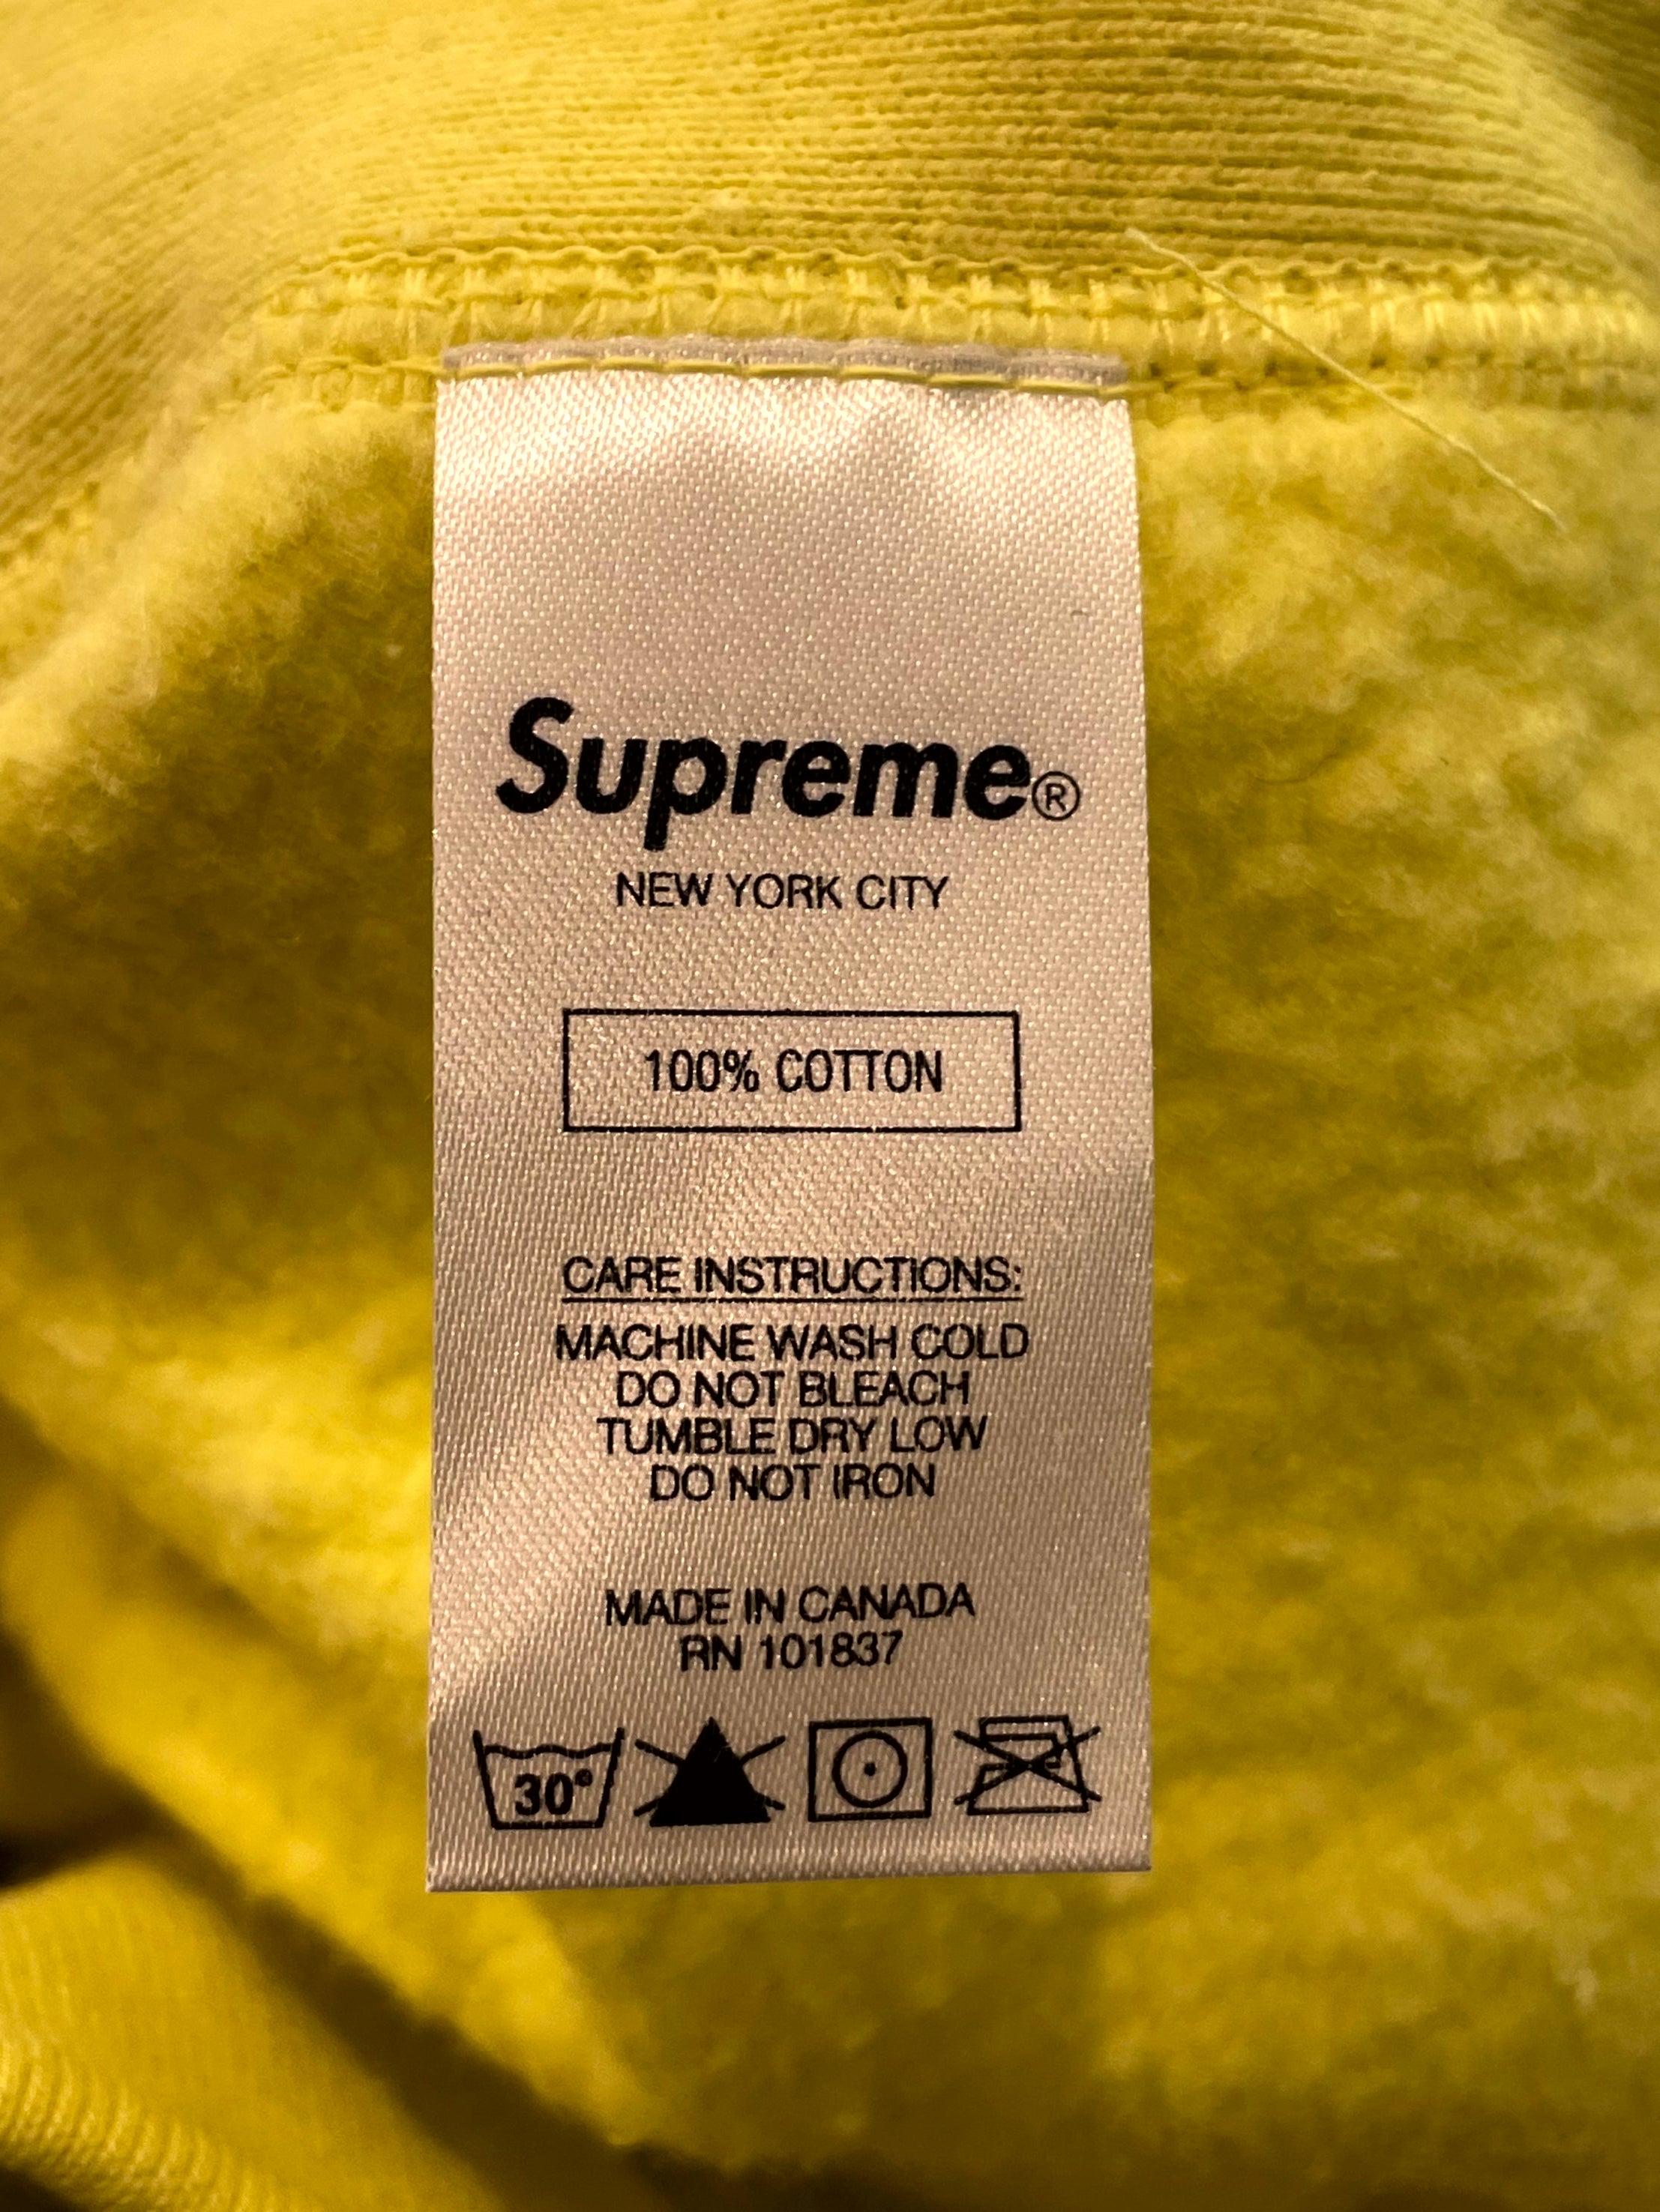 Supreme®
NEW YORK CITY
100% COTTON
CARE INSTRUCTIONS:
MACHINE WASH COLD
DO NOT BLEACH
TUMBLE DRY LOW
DO NOT IRON
MADE IN CANADA
RN 101837
30°